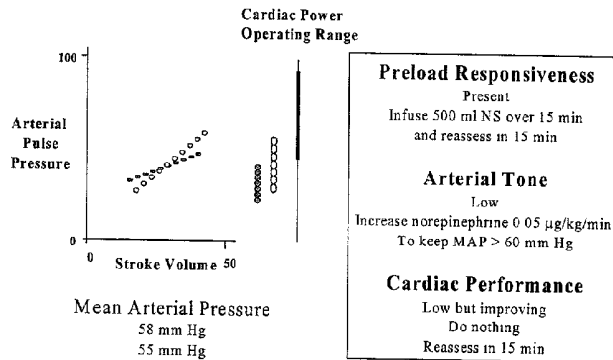 Cardiac Power
Operating Range
100
Arterial
Pulse
Pressure
0
0
Stroke Volume
50
Mean Arterial Pressure
58 mm Hg
55 mm Hg
Preload Responsiveness
Present
Infuse 500 ml NS over 15 min
and reassess in 15 min
Arterial Tone
Low
Increase norepinephrine 0 05 µg/kg/min
To keep MAP > 60 mm Hg
Cardiac Performance
Low but improving
Do nothing
Reassess in 15 min